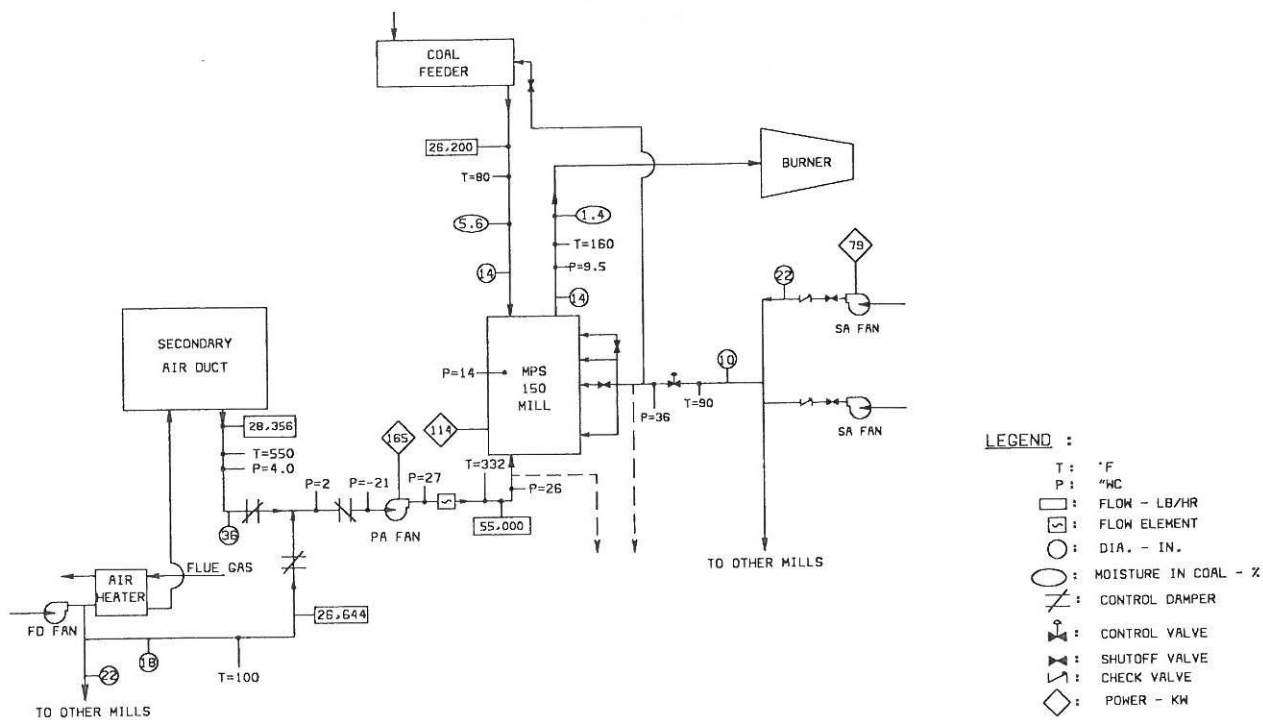 COAL
FEEDER
26,200
T=80
5.6
14
1.4
T=160
P=9.5
14
BURNER
79
22
SA FAN
SECONDARY
AIR DUCT
MPS
150
MILL
P=14
10
T=90
P=36
SA FAN
28,356
T=550
P=4.0
114
165
T=332
P=2
P=-21
P=27
P=26
36
PA FAN
55,000
TO OTHER MILLS
FLUE GAS
AIR
HEATER
FD FAN
26,644
18
T=100
22
TO OTHER MILLS
LEGEND :
T : °F
P : "WC
: FLOW - LB/HR
: FLOW ELEMENT
: DIA. - IN.
: MOISTURE IN COAL - %
: CONTROL DAMPER
: CONTROL VALVE
: SHUTOFF VALVE
: CHECK VALVE
: POWER - KW